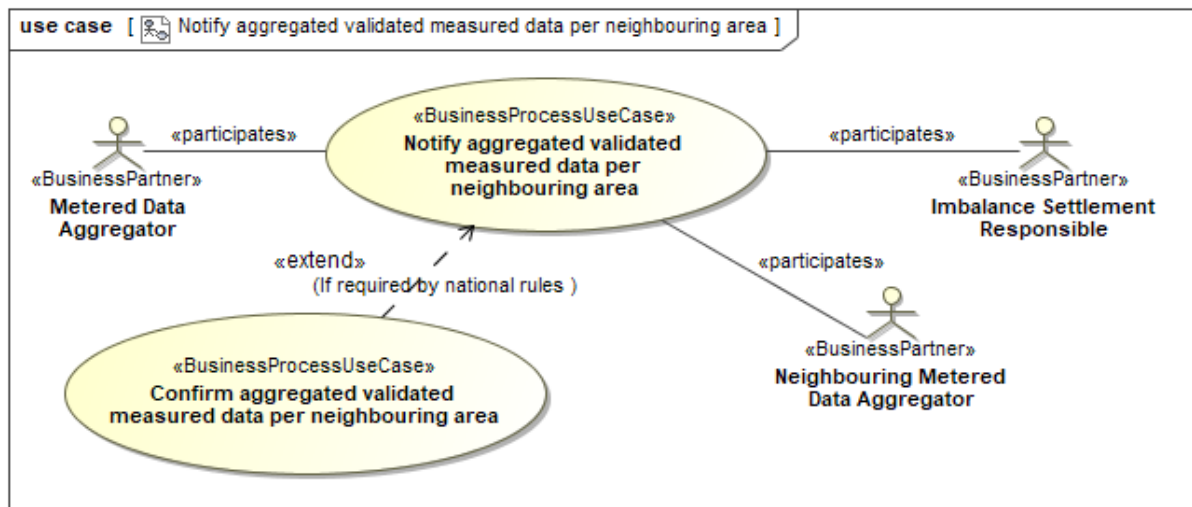 use case [ Notify aggregated validated measured data per neighbouring area ]
«BusinessProcessUseCase»
Notify aggregated validated
measured data per
neighbouring area
«participates»
«participates»
«BusinessPartner»
Metered Data
Aggregator
«BusinessPartner»
Imbalance Settlement
Responsible
«extend»
(If required by national rules )
«participates»
«BusinessPartner»
Neighbouring Metered
Data Aggregator
«BusinessProcessUseCase»
Confirm aggregated validated
measured data per neighbouring area